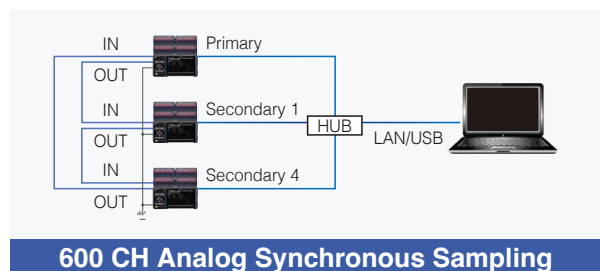 IN
Primary
OUT
IN
Secondary 1
HUB
OUT
LAN/USB
IN
Secondary 4
OUT
600 CH Analog Synchronous Sampling